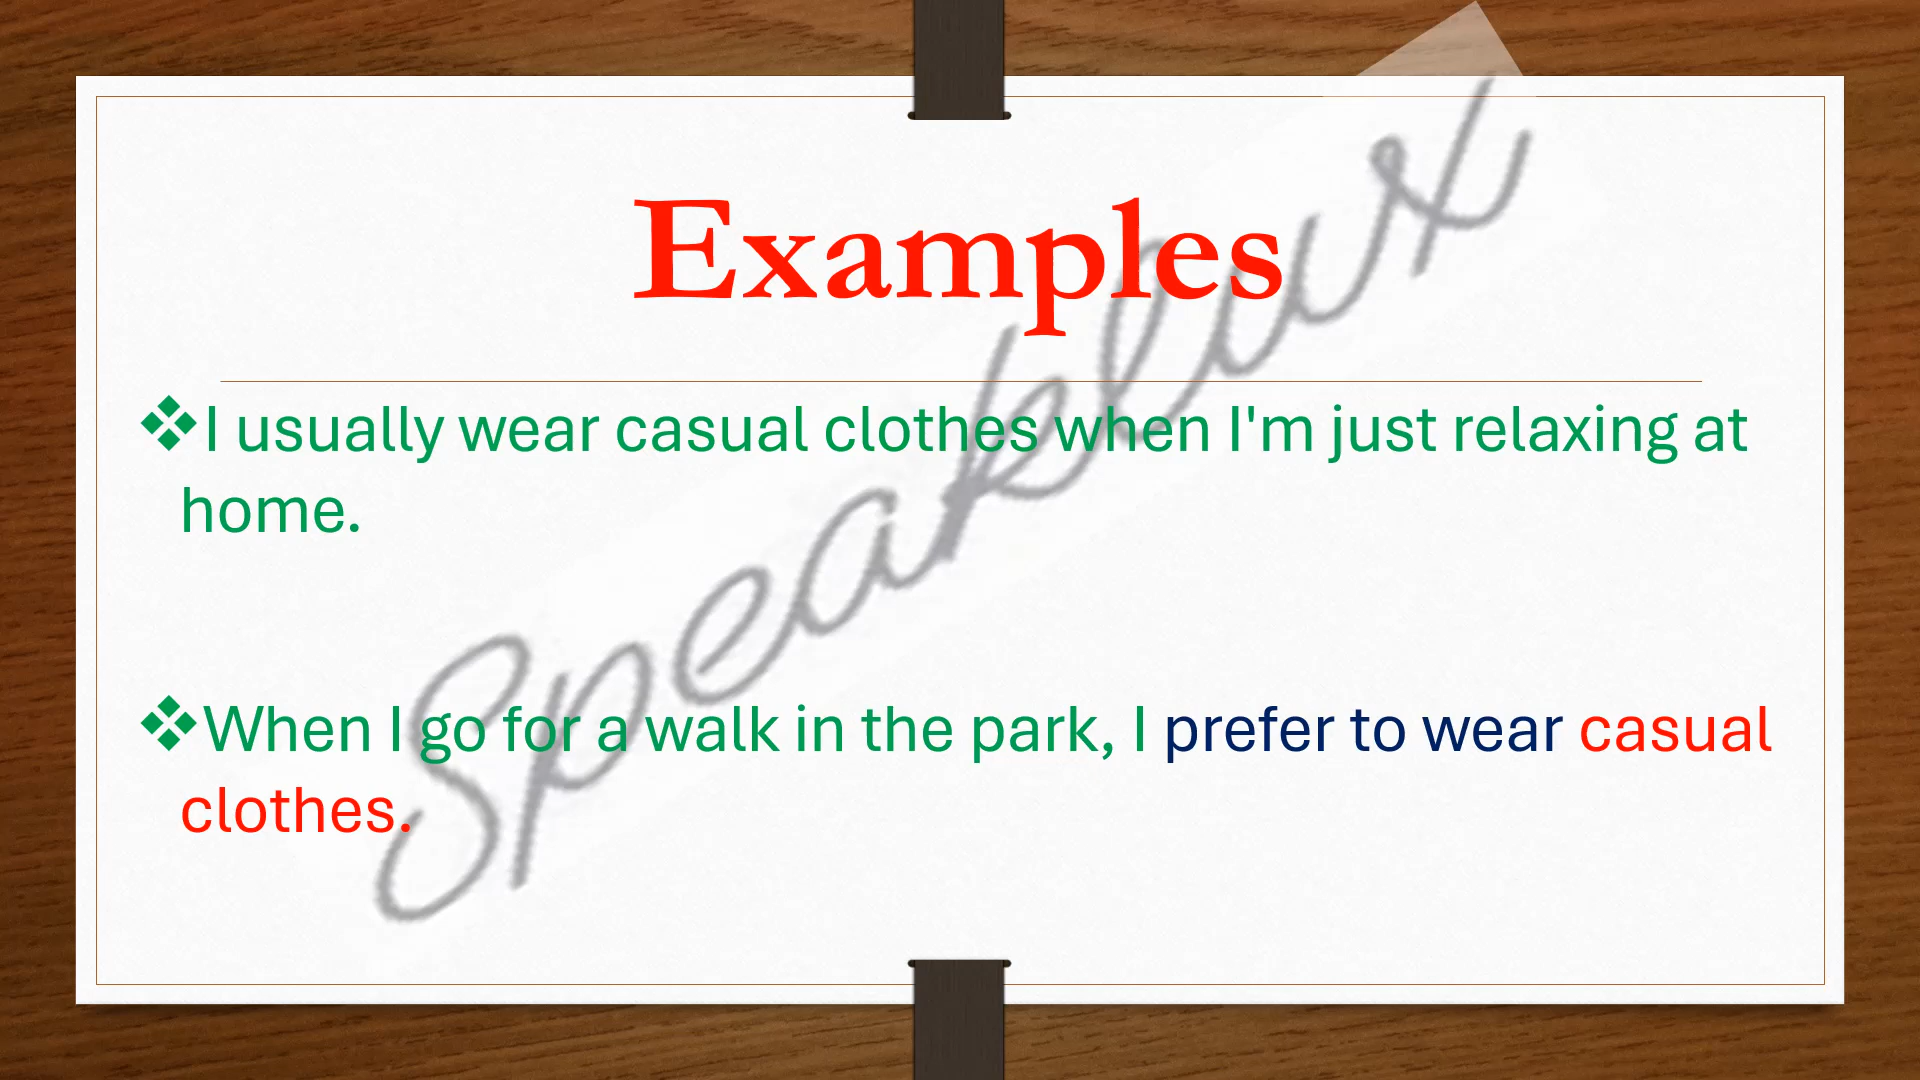 Examples
❖I usually wear casual clothes when I'm just relaxing at
home.
❖When I go for a walk in the park, I prefer to wear casual
clothes.
Speaklux